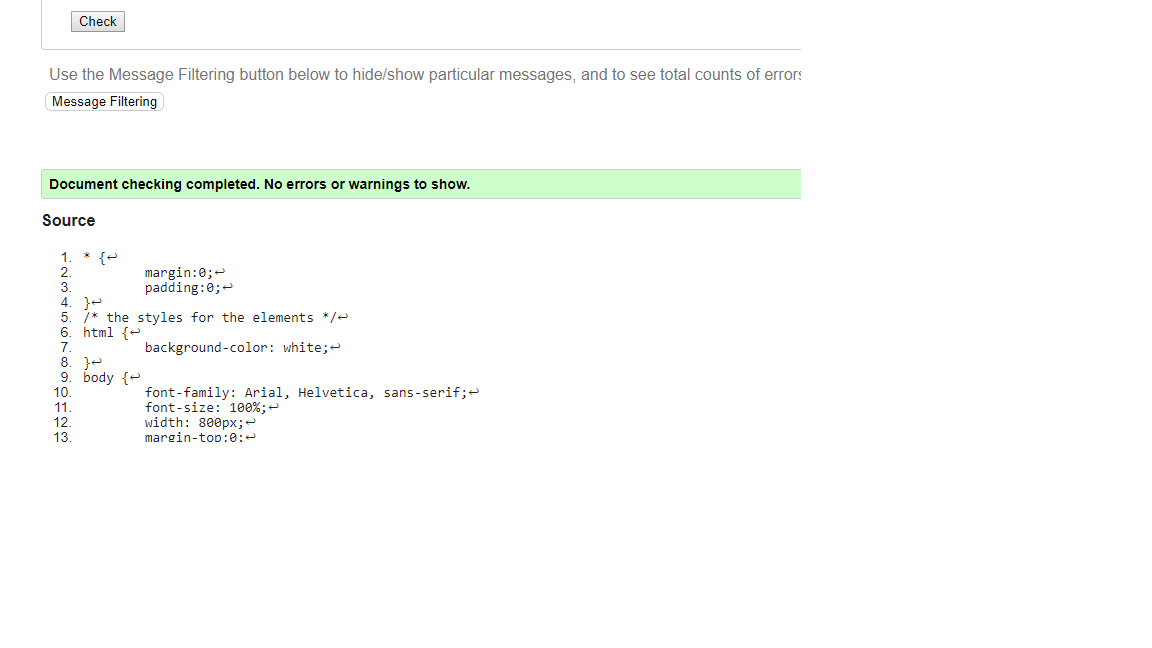 Check
Use the Message Filtering button below to hide/show particular messages, and to see total counts of errors
Message Filtering
Document checking completed. No errors or warnings to show.
Source
1. * {↩
2. margin:0;↩
3. padding:0;↩
4. }↩
5. /* the styles for the elements */↩
6. html {↩
7. background-color: white;↩
8. }↩
9. body {↩
10. font-family: Arial, Helvetica, sans-serif;↩
11. font-size: 100%;↩
12. width: 800px;↩
13. margin-top:0;↩